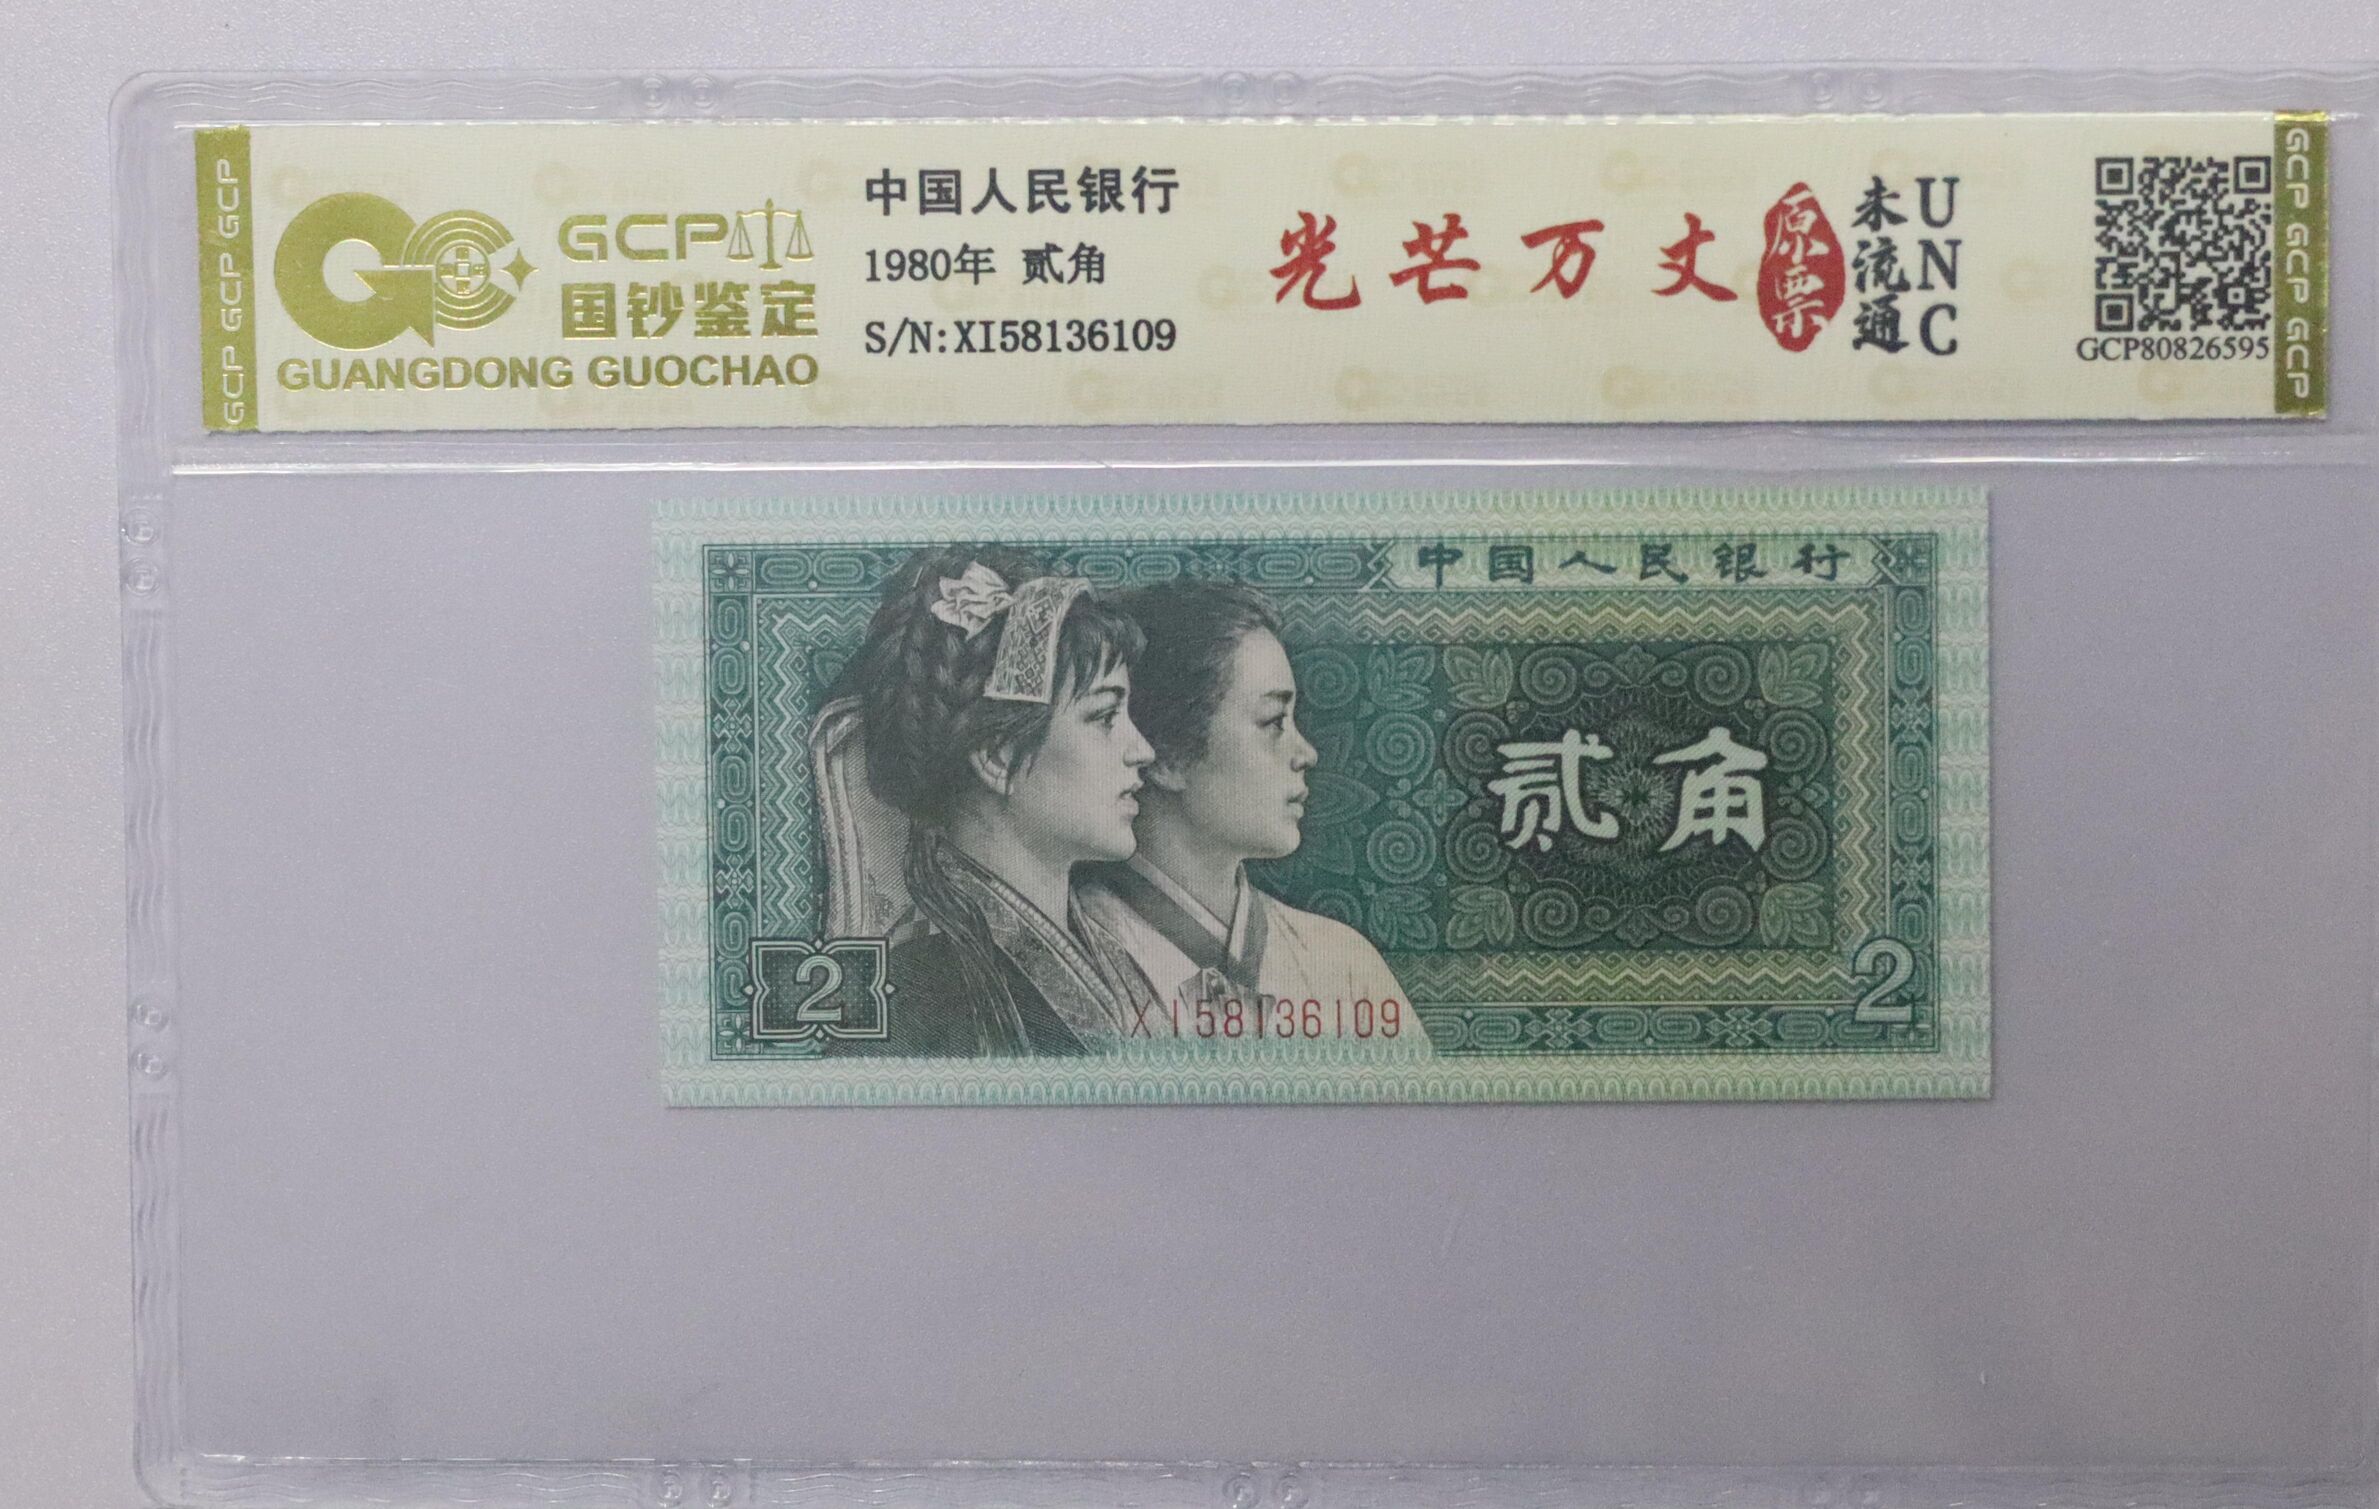 GCP GCP GCP
GCP
国钞鉴定
GUANGDONG GUOCHAO
中国人民银行
1980年 贰角
S/N:XI58136109
光芒万丈
原票
未流通
UNC
GCP80826595
GCP GCP GCP
中国人民银行
贰角
2
XI58136109
2